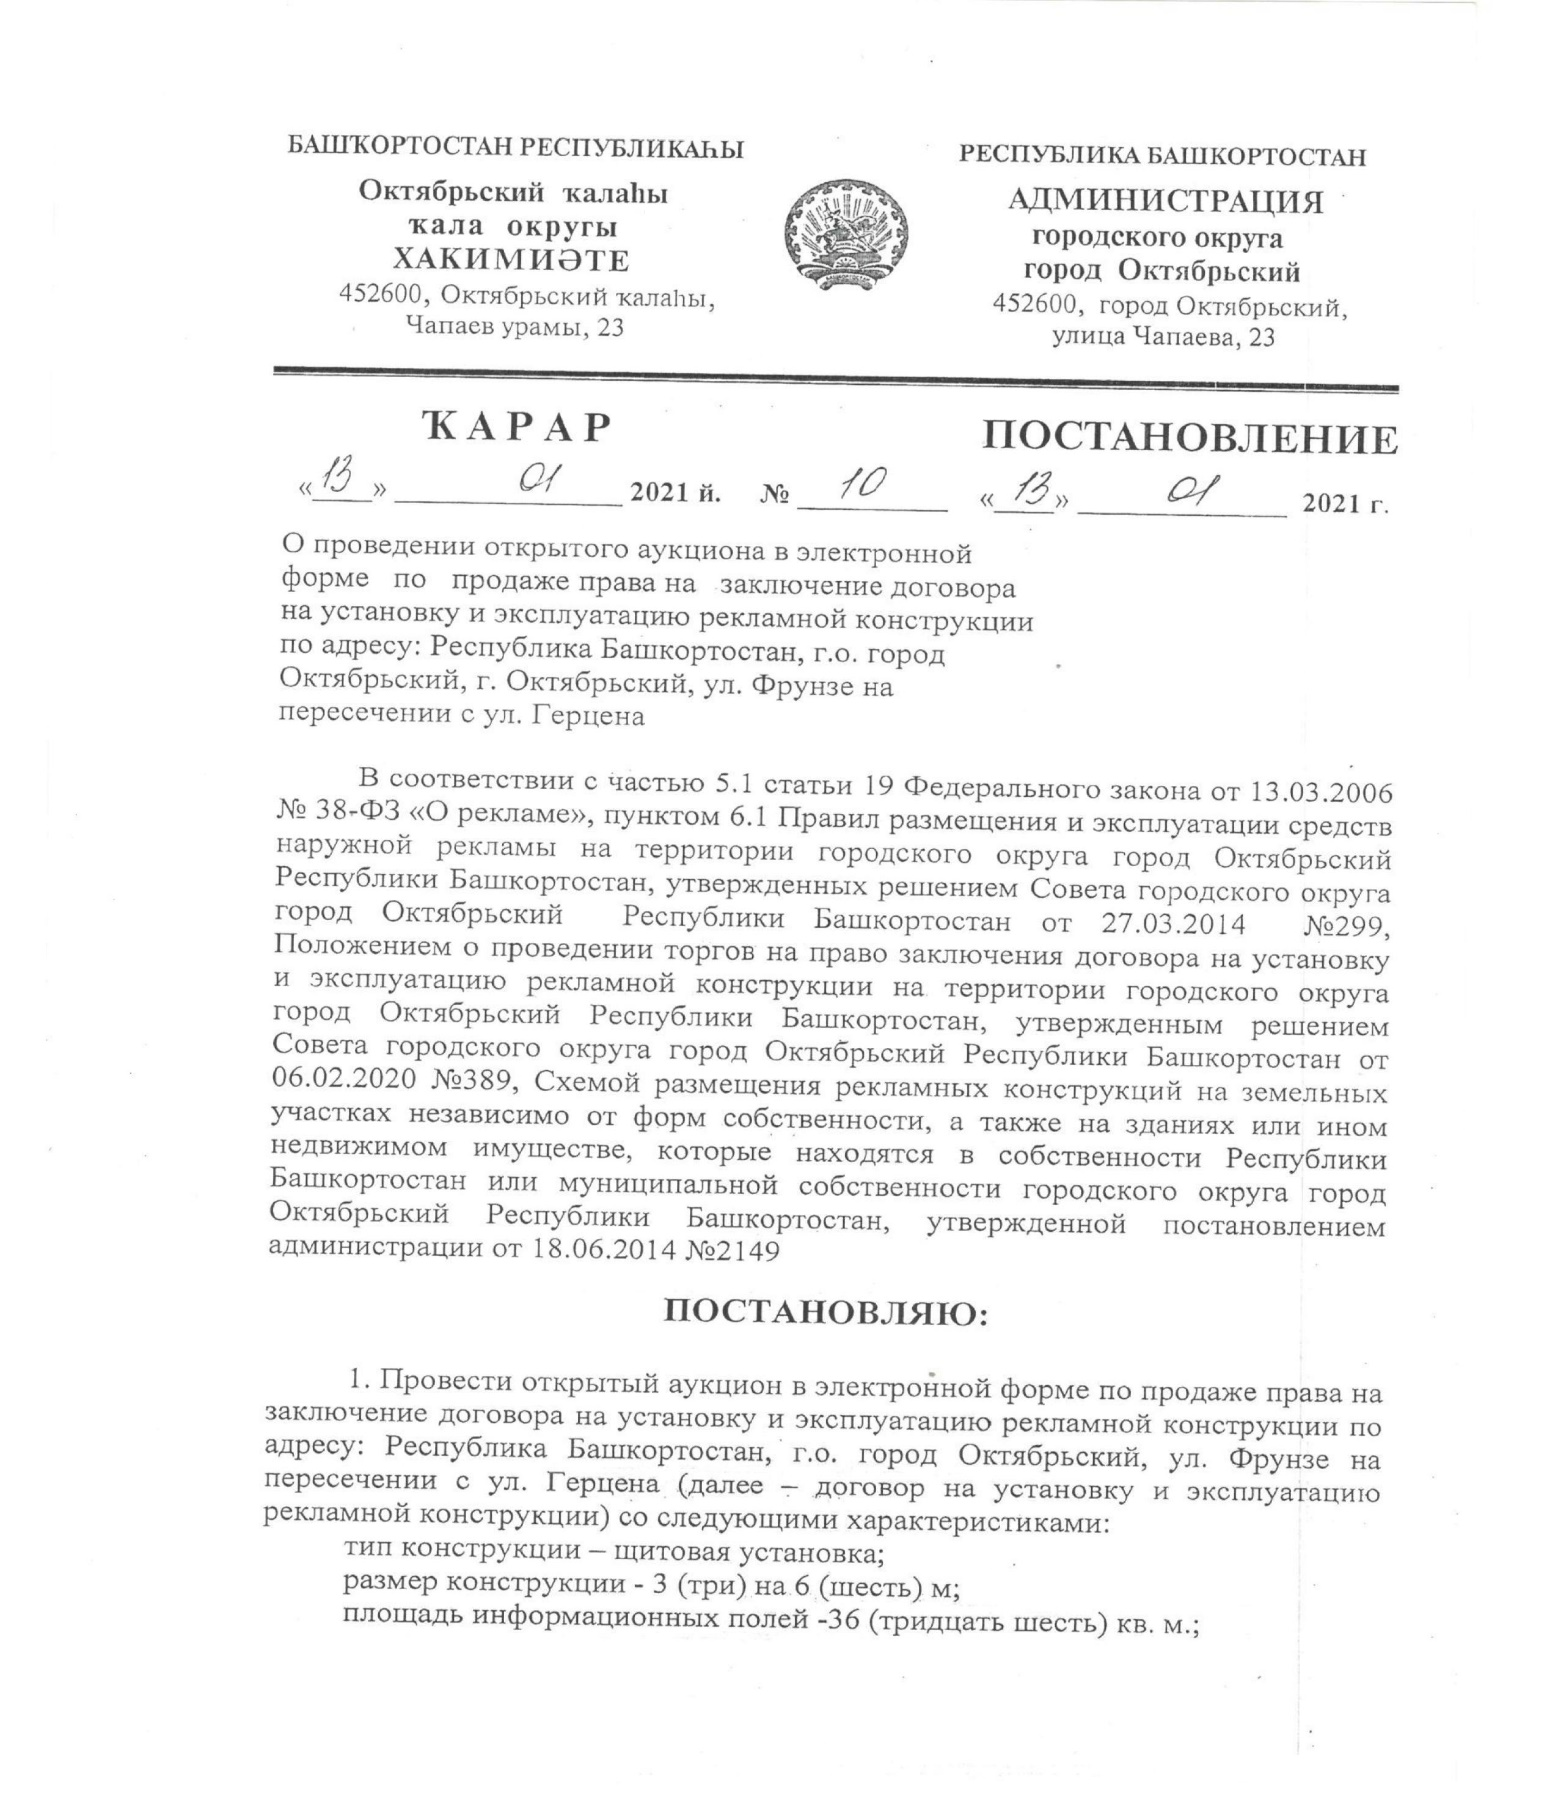 БАШҠОРТОСТАН РЕСПУБЛИКАҺЫ
Октябрьский ҡалаһы
ҡала округы
ХАКИМИӘТЕ
452600, Октябрьский ҡалаһы,
Чапаев урамы, 23
РЕСПУБЛИКА БАШКОРТОСТАН
АДМИНИСТРАЦИЯ
городского округа
город Октябрьский
452600, город Октябрьский,
улица Чапаева, 23
ҠАРАР
ПОСТАНОВЛЕНИЕ
«13» 01 2021 й. № 10 «13» 01 2021 г.
О проведении открытого аукциона в электронной
форме по продаже права на заключение договора
на установку и эксплуатацию рекламной конструкции
по адресу: Республика Башкортостан, г.о. город
Октябрьский, г. Октябрьский, ул. Фрунзе на
пересечении с ул. Герцена
В соответствии с частью 5.1 статьи 19 Федерального закона от 13.03.2006
№ 38-ФЗ «О рекламе», пунктом 6.1 Правил размещения и эксплуатации средств
наружной рекламы на территории городского округа город Октябрьский
Республики Башкортостан, утвержденных решением Совета городского округа
город Октябрьский Республики Башкортостан от 27.03.2014 №299,
Положением о проведении торгов на право заключения договора на установку
и эксплуатацию рекламной конструкции на территории городского округа
город Октябрьский Республики Башкортостан, утвержденным решением
Совета городского округа город Октябрьский Республики Башкортостан от
06.02.2020 №389, Схемой размещения рекламных конструкций на земельных
участках независимо от форм собственности, а также на зданиях или ином
недвижимом имуществе, которые находятся в собственности Республики
Башкортостан или муниципальной собственности городского округа город
Октябрьский Республики Башкортостан, утвержденной постановлением
администрации от 18.06.2014 №2149
ПОСТАНОВЛЯЮ:
1. Провести открытый аукцион в электронной форме по продаже права на
заключение договора на установку и эксплуатацию рекламной конструкции по
адресу: Республика Башкортостан, г.о. город Октябрьский, ул. Фрунзе на
пересечении с ул. Герцена (далее – договор на установку и эксплуатацию
рекламной конструкции) со следующими характеристиками:
тип конструкции – щитовая установка;
размер конструкции - 3 (три) на 6 (шесть) м;
площадь информационных полей -36 (тридцать шесть) кв. м.;